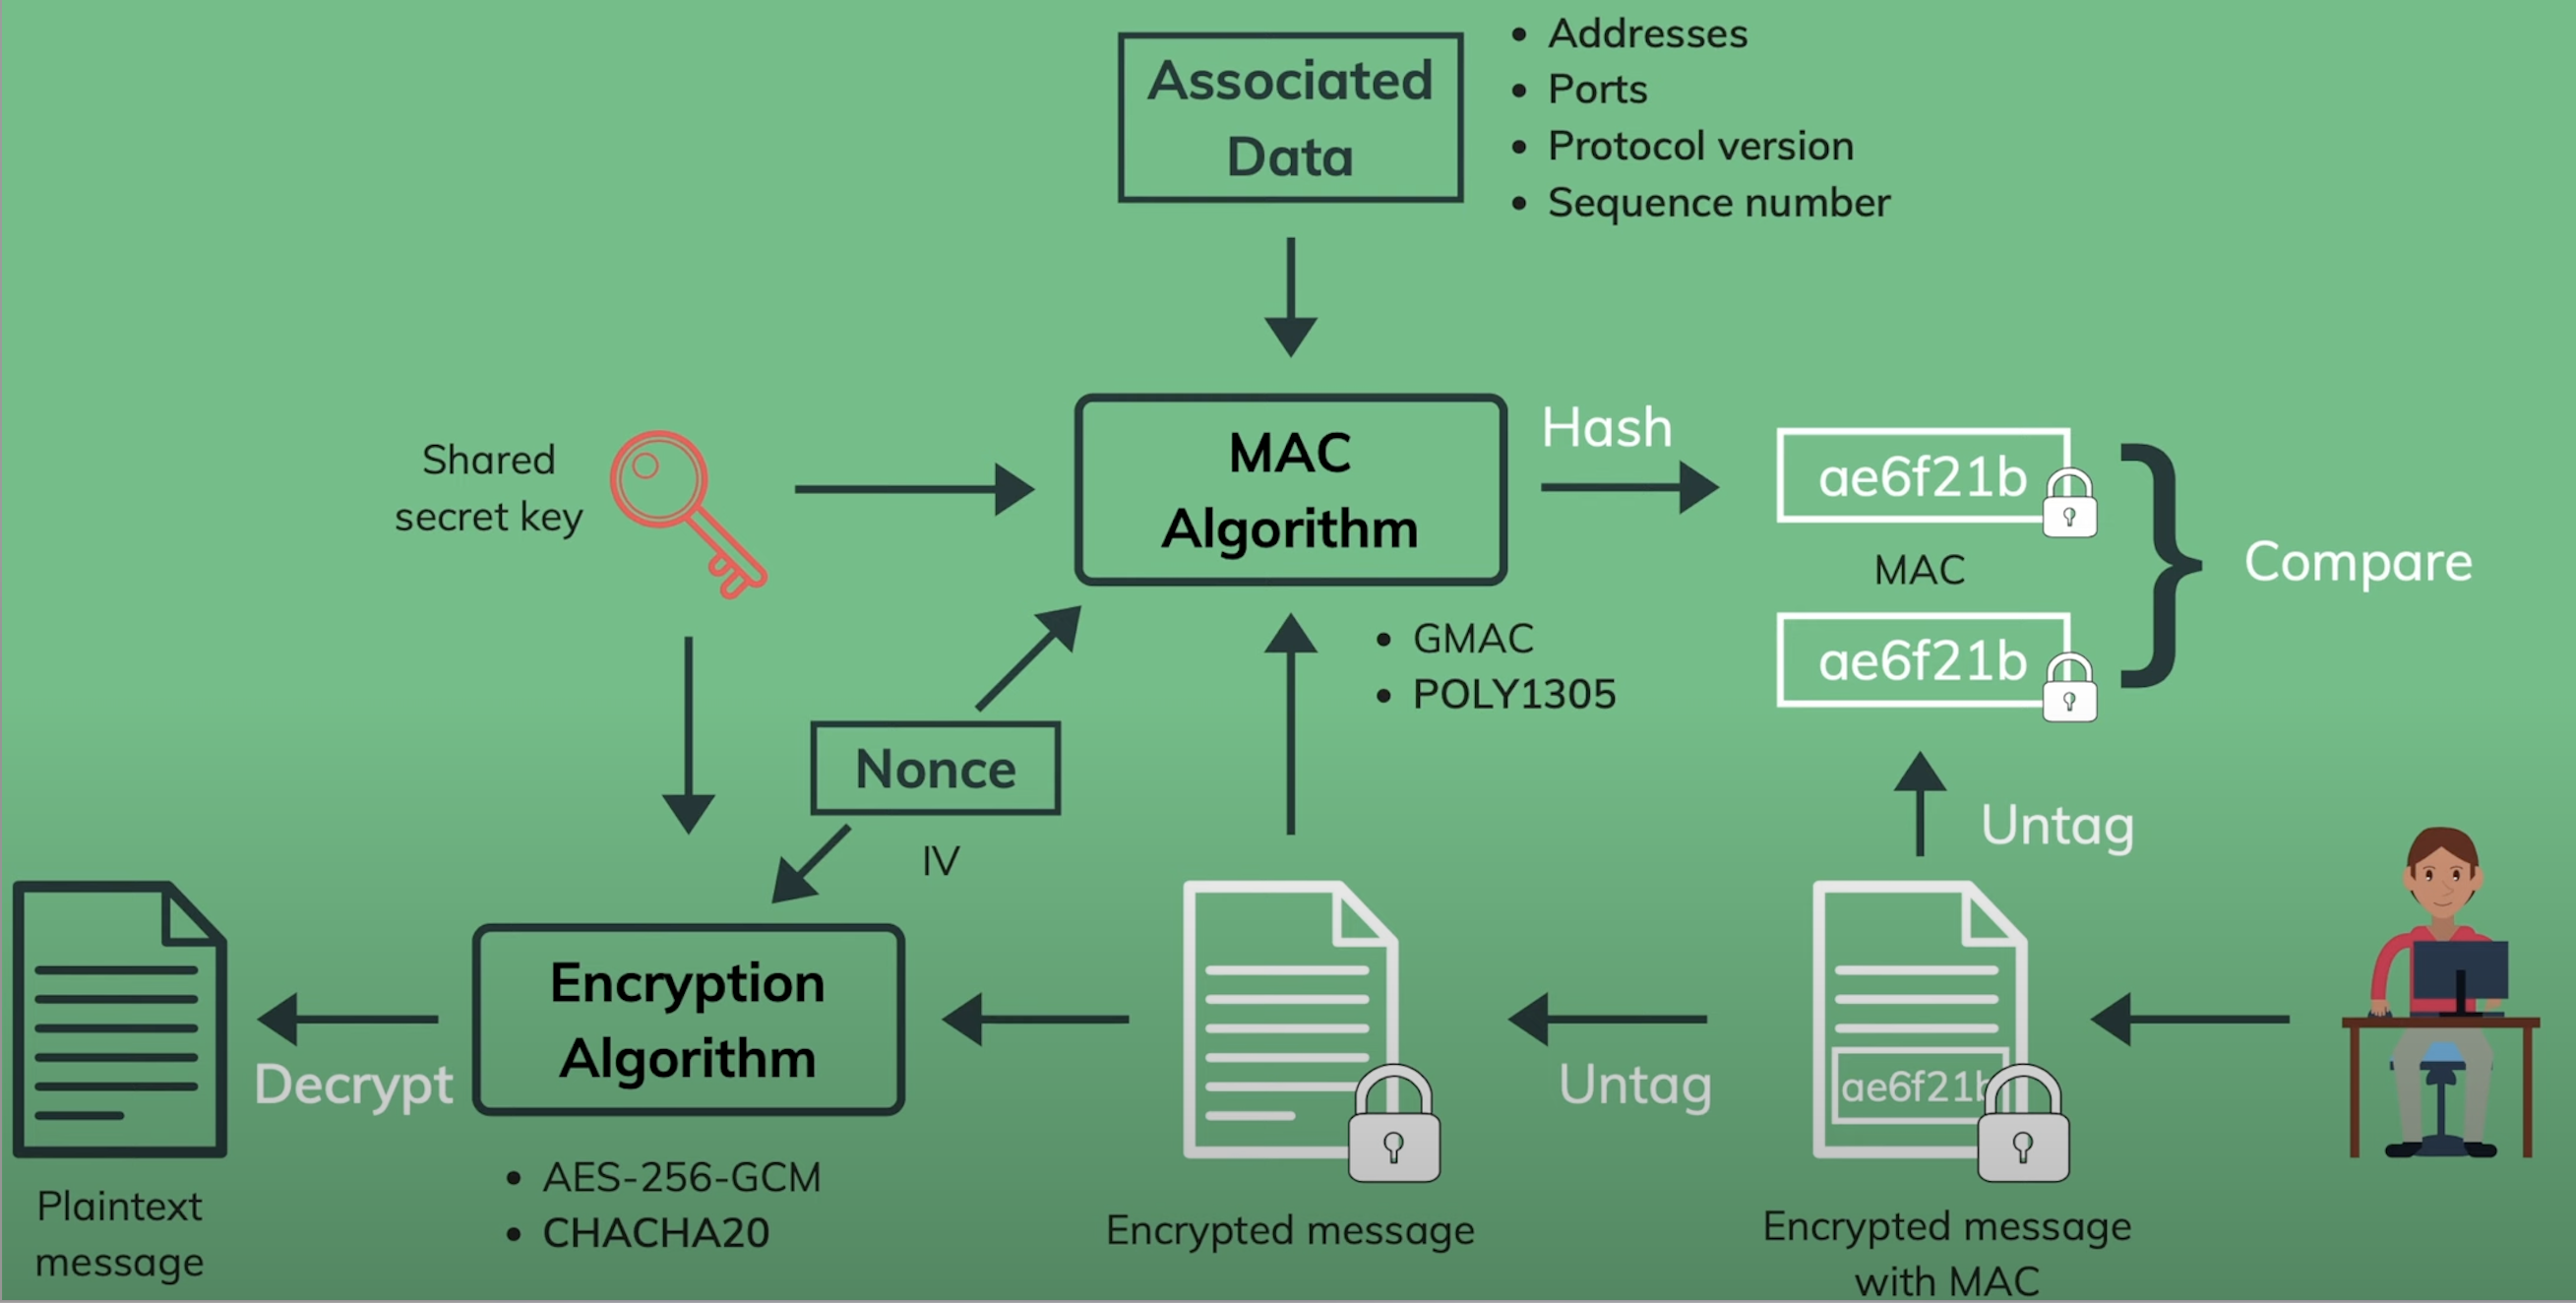 Associated
Data
• Addresses
• Ports
• Protocol version
• Sequence number
Shared
secret key
MAC
Algorithm
Hash
ae6f21b
MAC
ae6f21b
Compare
• GMAC
• POLY1305
Nonce
IV
Untag
Encryption
Algorithm
Decrypt
Untag
ae6f21b
• AES-256-GCM
• CHACHA20
Plaintext
message
Encrypted message
Encrypted message
with MAC